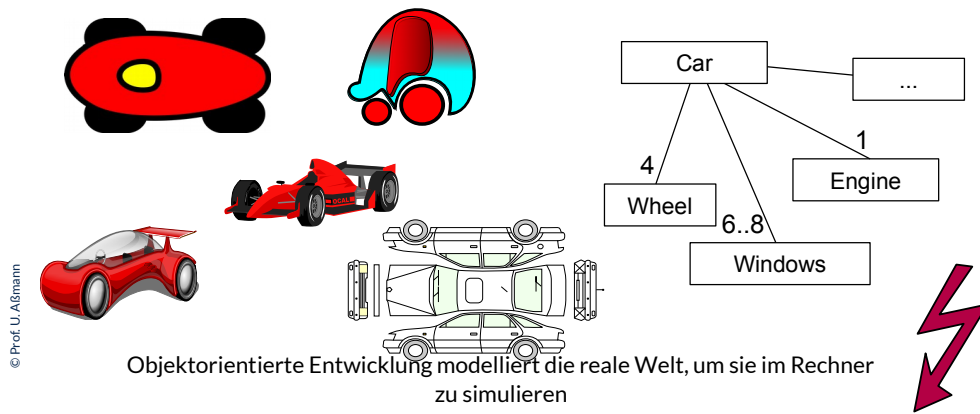 Car
...
4
1
Wheel
Engine
6..8
Windows
OCAL
© Prof. U. Aßmann
Objektorientierte Entwicklung modelliert die reale Welt, um sie im Rechner
zu simulieren